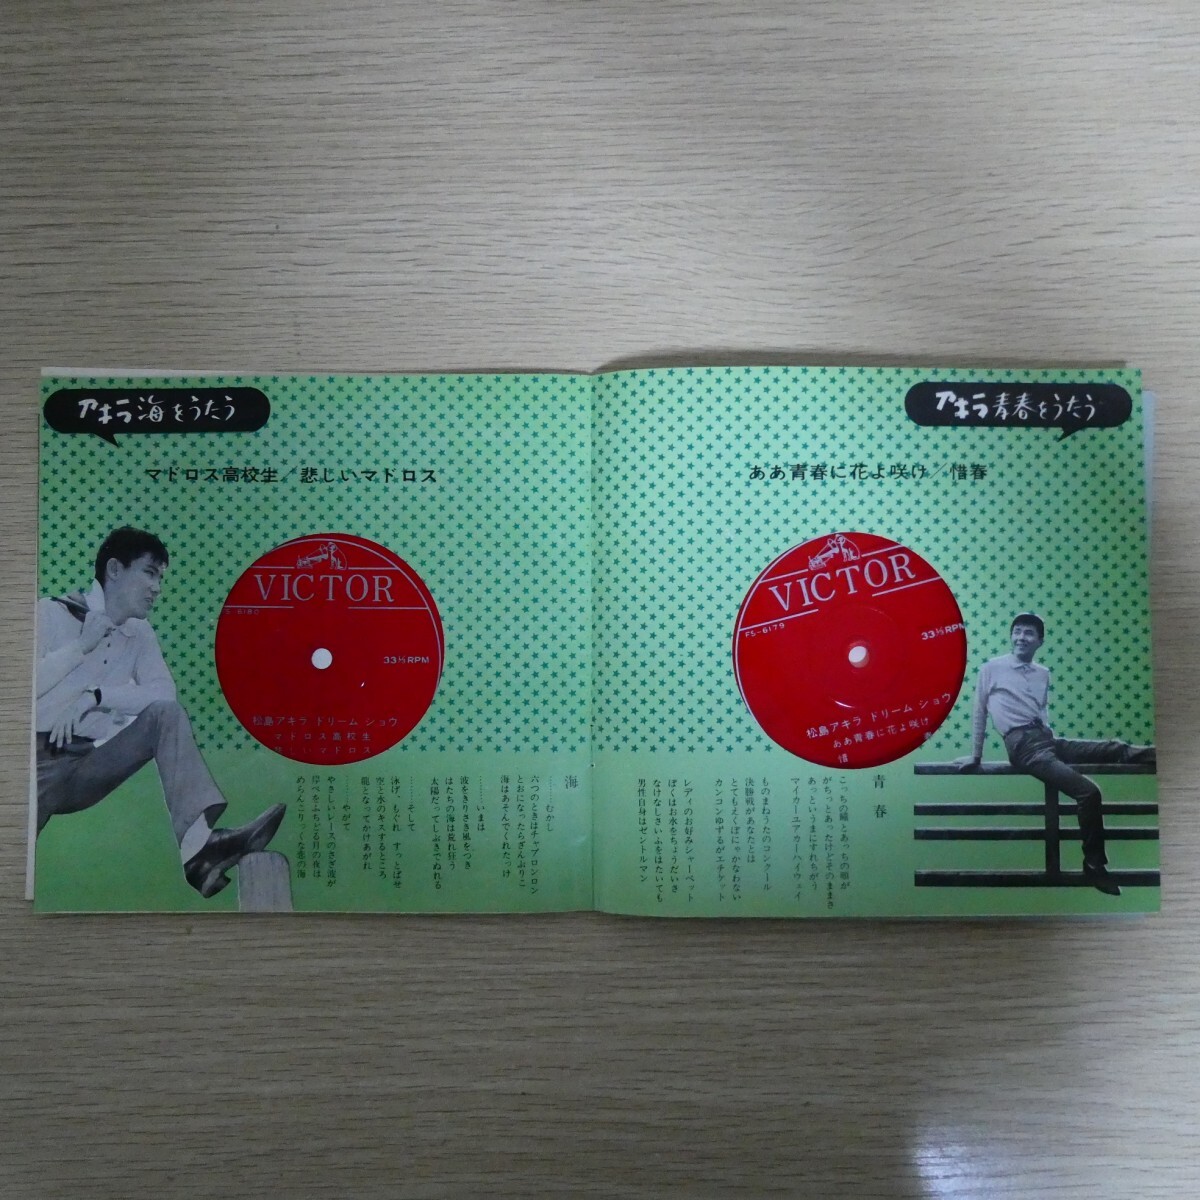 アキラ海をうたう
マドロス高校生/悲しいマドロス
VICTOR
FS-6180
33⅓RPM
松島アキラ ドリーム ショウ
マドロス高校生
悲しいマドロス
海
………むかし
六つのときはチャプロンロン
とおになったらざんぶりこ
海はあそんでくれたっけ
………いまは
波をきりさき風をつき
はたちの海は荒れ狂う
太陽だってしぶきでぬれる
………そして
泳げ、もぐれ すっとばせ
空と水のキスするところ
龍となってかけあがれ
………やがて
やさしいレースのさざ波が
岸べをふちどる月の夜は
めらんこりっくな恋の海
アキラ青春をうたう
ああ青春に花よ咲け/惜春
VICTOR
FS-6179
33⅓RPM
松島アキラ ドリーム ショウ
ああ青春に花よ咲け
惜 春
青春
こっちの瞳とあっちの瞳が
がちっとあったけどそのまま
あっというまにすれちがう
マイカーユアカーハイウェイ
ものまねうたのコンクール
決勝戦があなたとは
とてもえくぼにゃかなわない
カンコンゆずるがエチケット
レディのお好みシャーベット
ぼくはお水をちょうだいさ
なけなしさいふをはたいても
男性自身はゼントルマン